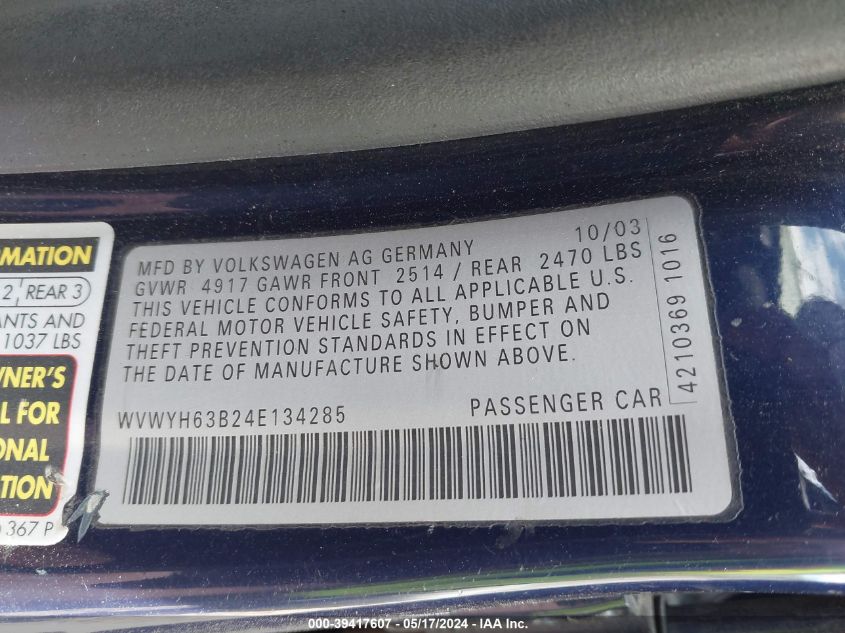 MATION
2 REAR 3
ANTS AND
1037 LBS
NER'S
L FOR
ONAL
TION
367 P
MFD BY VOLKSWAGEN AG GERMANY 10/03
GVWR 4917 GAWR FRONT 2514 / REAR 2470 LBS
THIS VEHICLE CONFORMS TO ALL APPLICABLE U.S.
FEDERAL MOTOR VEHICLE SAFETY, BUMPER AND
THEFT PREVENTION STANDARDS IN EFFECT ON
THE DATE OF MANUFACTURE SHOWN ABOVE.
WVWYH63B24E134285 PASSENGER CAR
4210369 1016
000-39417607 - 05/17/2024 - IAA Inc.